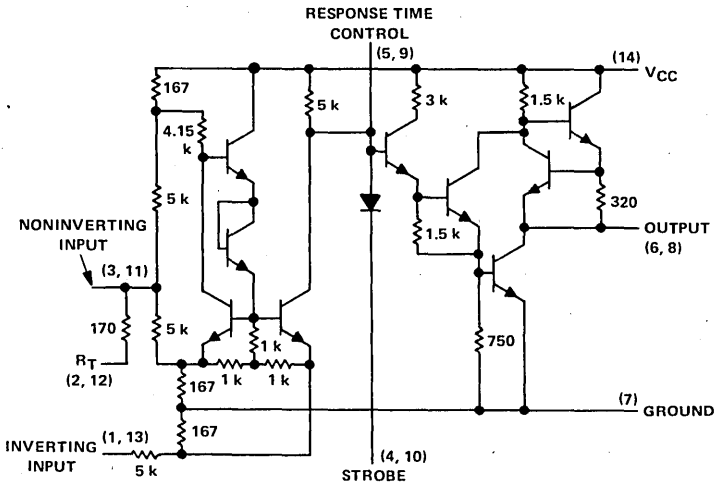 RESPONSE TIME
CONTROL
(5, 9)
(14)
VCC
167
5 k
3 k
1.5 k
4.15
k
5 k
320
NONINVERTING
INPUT
1.5 k
OUTPUT
(6, 8)
(3, 11)
170
5 k
1 k
750
RT
(2, 12)
167
1 k
1 k
(7)
GROUND
167
INVERTING
INPUT
(1, 13)
5 k
(4, 10)
STROBE